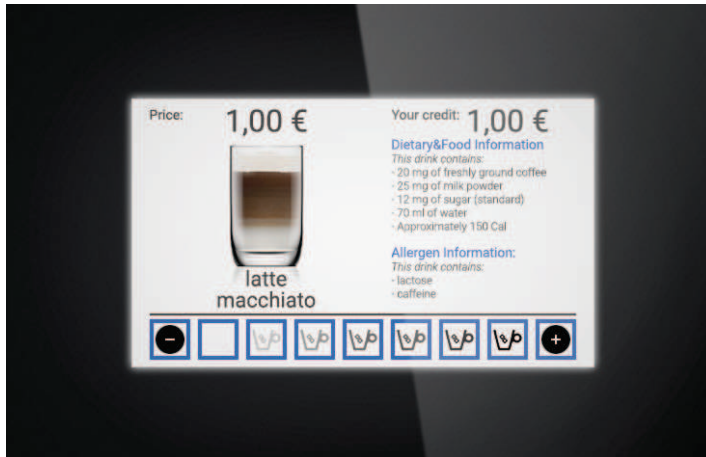 Price:
1,00 €
Your credit: 1,00 €
Dietary&Food Information
This drink contains:
- 20 mg of freshly ground coffee
- 25 mg of milk powder
- 12 mg of sugar (standard)
- 70 ml of water
- Approximately 150 Cal
Allergen Information:
This drink contains:
- lactose
- caffeine
latte
macchiato